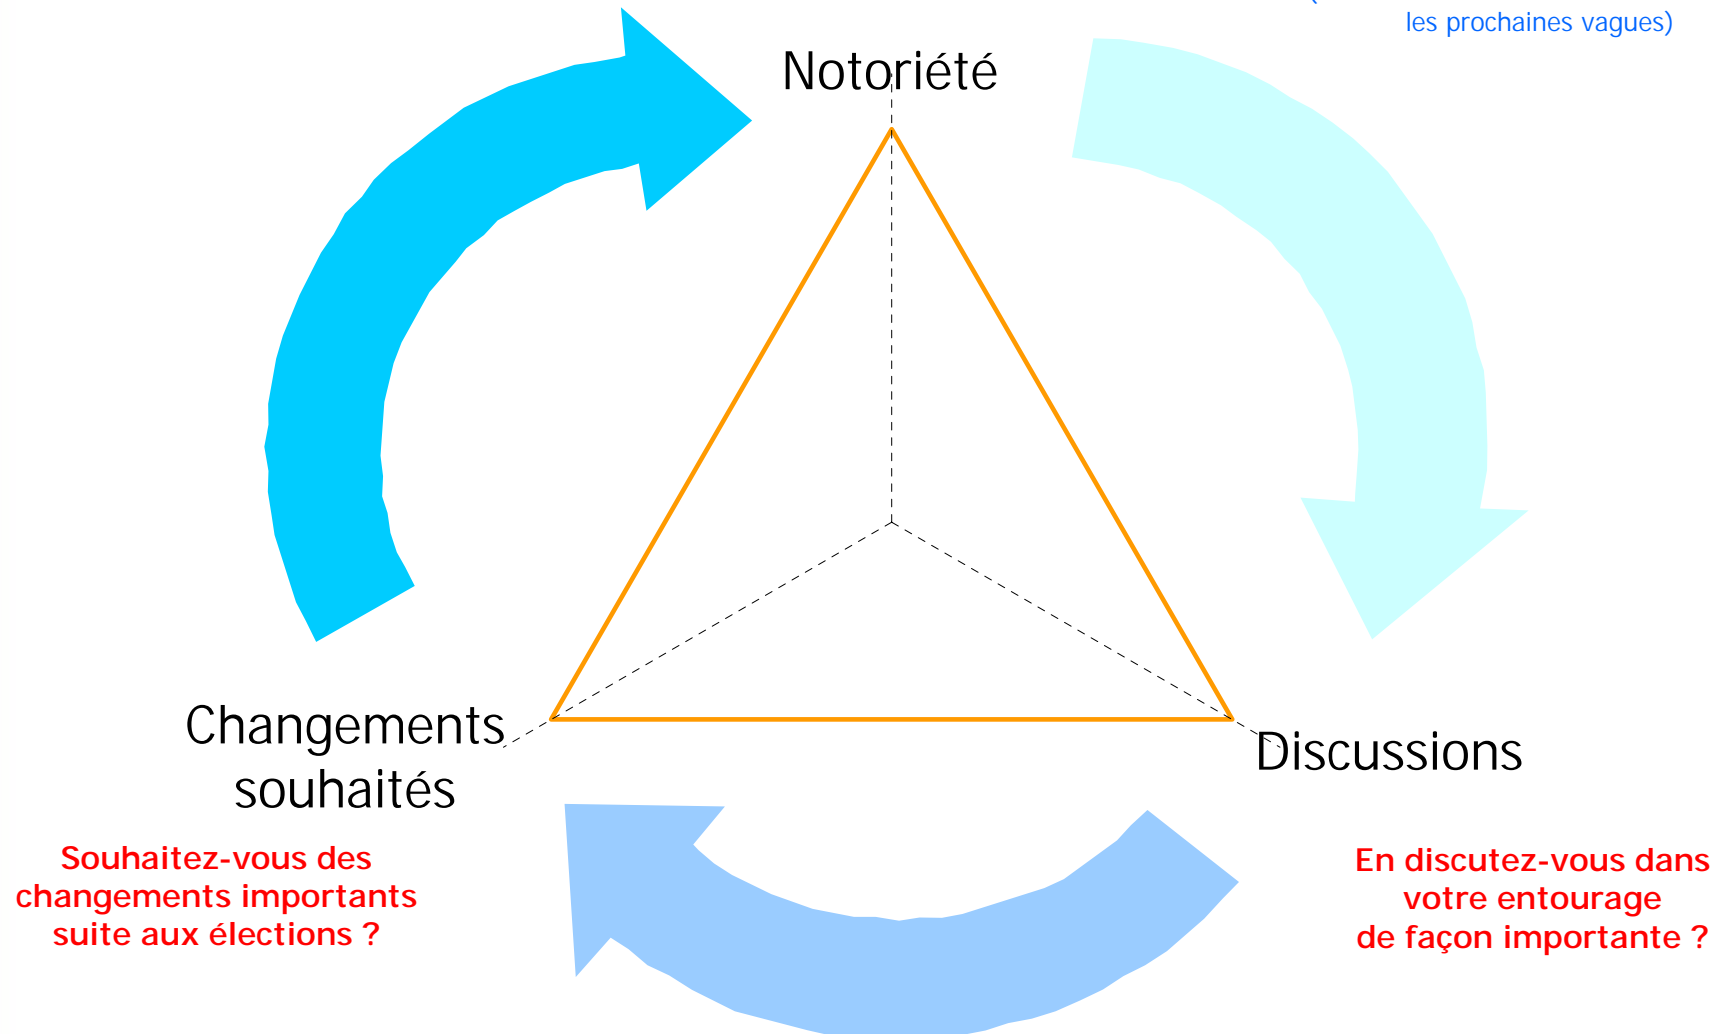 les prochaines vagues)
Notoriété
Changements
souhaités
Discussions
Souhaitez-vous des
changements importants
suite aux élections ?
En discutez-vous dans
votre entourage
de façon importante ?